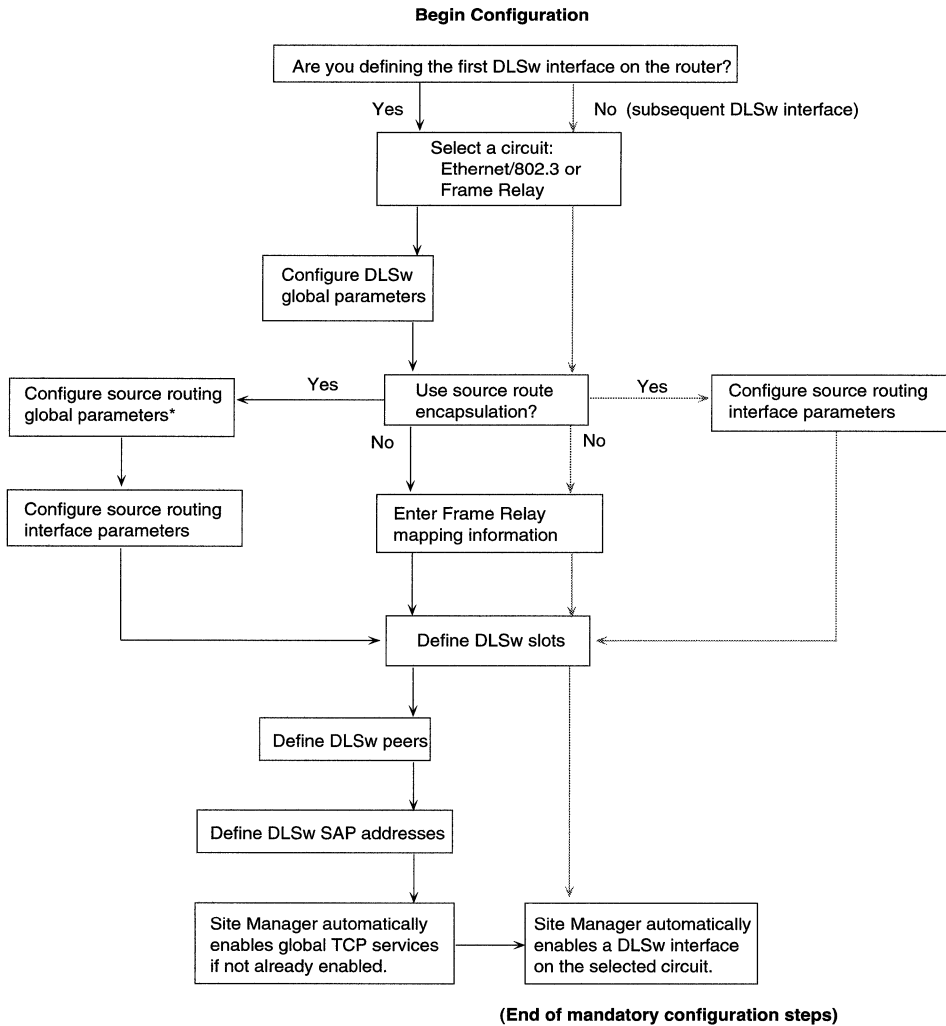 Begin Configuration
Are you defining the first DLSw interface on the router?
Yes
No (subsequent DLSw interface)
Select a circuit:
Ethernet/802.3 or
Frame Relay
Configure DLSw
global parameters
Configure source routing
global parameters*
Yes
Use source route
encapsulation?
Yes
Configure source routing
interface parameters
No
No
Configure source routing
interface parameters
Enter Frame Relay
mapping information
Define DLSw slots
Define DLSw peers
Define DLSw SAP addresses
Site Manager automatically
enables global TCP services
if not already enabled.
Site Manager automatically
enables a DLSw interface
on the selected circuit.
(End of mandatory configuration steps)